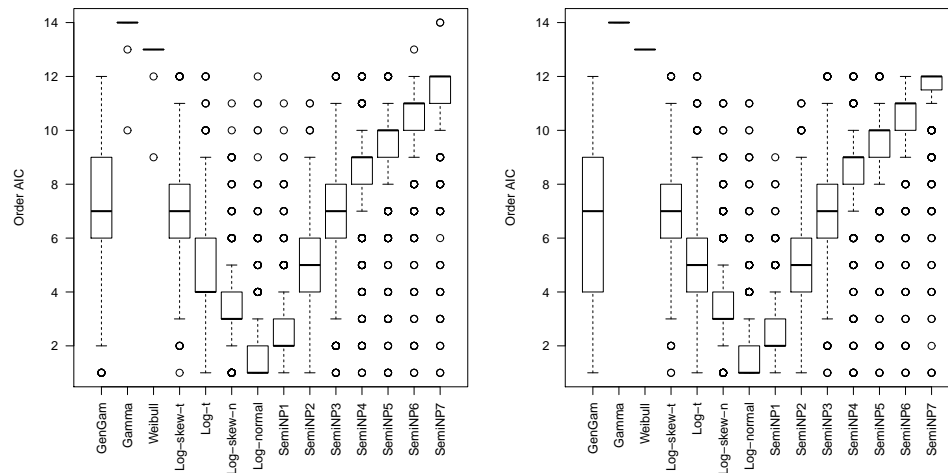 Order AIC
14
12
10
8
6
4
2
GenGam
Gamma
Weibull
Log−skew−t
Log−t
Log−skew−n
Log−normal
SemiNP1
SemiNP2
SemiNP3
SemiNP4
SemiNP5
SemiNP6
SemiNP7
Order AIC
14
12
10
8
6
4
2
GenGam
Gamma
Weibull
Log−skew−t
Log−t
Log−skew−n
Log−normal
SemiNP1
SemiNP2
SemiNP3
SemiNP4
SemiNP5
SemiNP6
SemiNP7